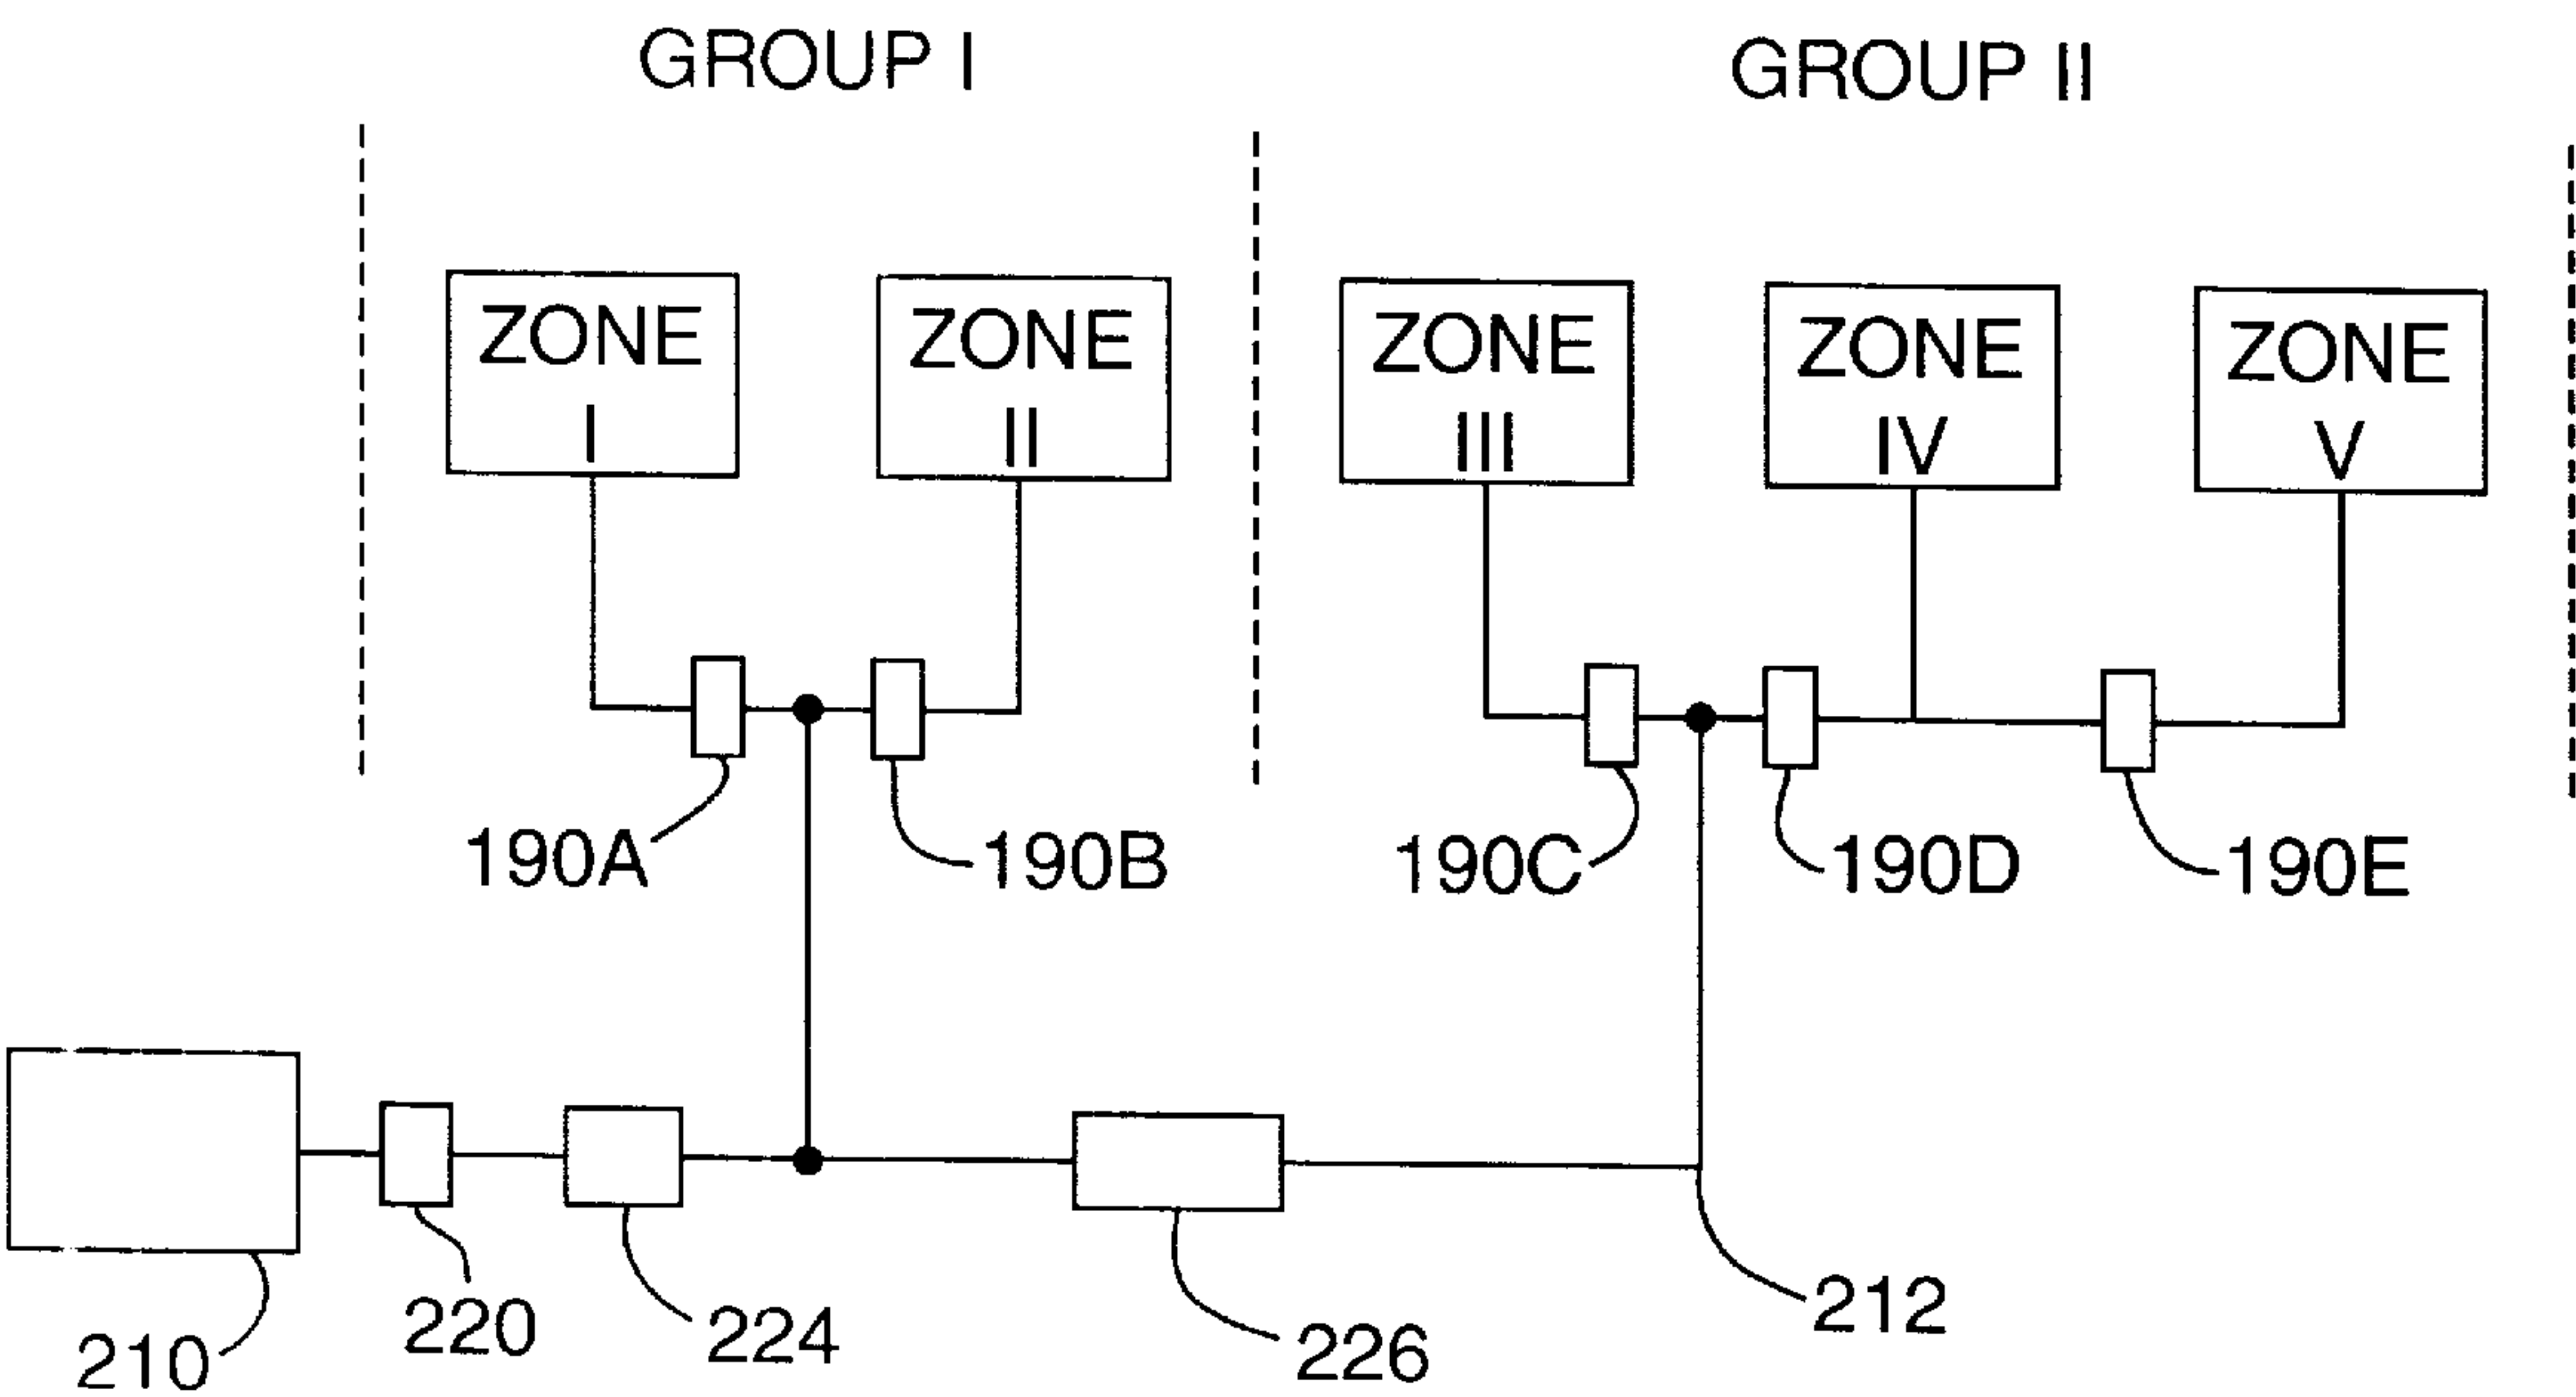 GROUP I
GROUP II
ZONE
I
ZONE
II
ZONE
III
ZONE
IV
ZONE
V
190A
190B
190C
190D
190E
210
220
224
226
212